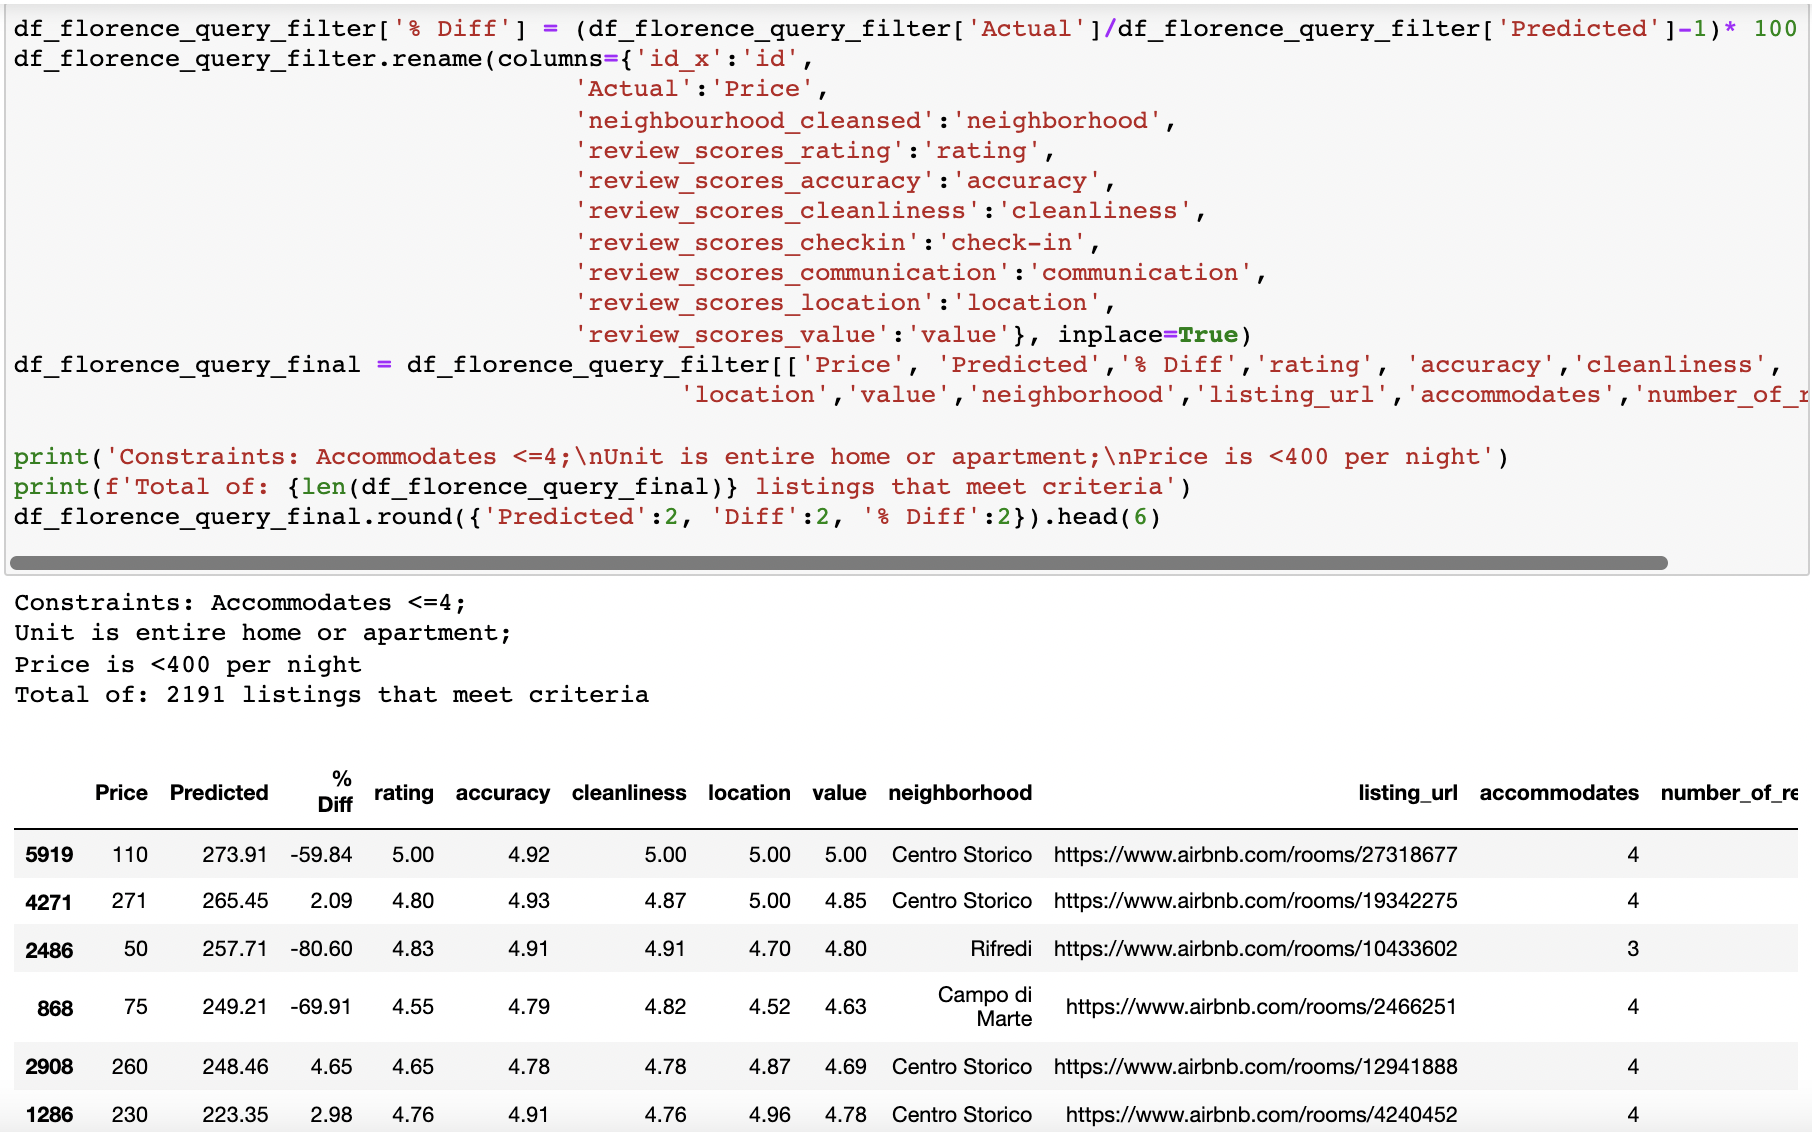 df_florence_query_filter['% Diff'] = (df_florence_query_filter['Actual']/df_florence_query_filter['Predicted']-1)* 100
df_florence_query_filter.rename(columns={'id_x':'id',
'Actual':'Price',
'neighbourhood_cleansed':'neighborhood',
'review_scores_rating':'rating',
'review_scores_accuracy':'accuracy',
'review_scores_cleanliness':'cleanliness',
'review_scores_checkin':'check-in',
'review_scores_communication':'communication',
'review_scores_location':'location',
'review_scores_value':'value'}, inplace=True)
df_florence_query_final = df_florence_query_filter[['Price', 'Predicted','% Diff','rating', 'accuracy','cleanliness',
'location','value','neighborhood','listing_url','accommodates','number_of_r
print('Constraints: Accommodates <=4;\nUnit is entire home or apartment;\nPrice is <400 per night')
print(f'Total of: {len(df_florence_query_final)} listings that meet criteria')
df_florence_query_final.round({'Predicted':2, 'Diff':2, '% Diff':2}).head(6)
Constraints: Accommodates <=4;
Unit is entire home or apartment;
Price is <400 per night
Total of: 2191 listings that meet criteria
Price Predicted % Diff rating accuracy cleanliness location value neighborhood listing_url accommodates number_of_re
5919 110 273.91 -59.84 5.00 4.92 5.00 5.00 5.00 Centro Storico https://www.airbnb.com/rooms/27318677 4
4271 271 265.45 2.09 4.80 4.93 4.87 5.00 4.85 Centro Storico https://www.airbnb.com/rooms/19342275 4
2486 50 257.71 -80.60 4.83 4.91 4.91 4.70 4.80 Rifredi https://www.airbnb.com/rooms/10433602 3
868 75 249.21 -69.91 4.55 4.79 4.82 4.52 4.63 Campo di Marte https://www.airbnb.com/rooms/2466251 4
2908 260 248.46 4.65 4.65 4.78 4.78 4.87 4.69 Centro Storico https://www.airbnb.com/rooms/12941888 4
1286 230 223.35 2.98 4.76 4.91 4.76 4.96 4.78 Centro Storico https://www.airbnb.com/rooms/4240452 4